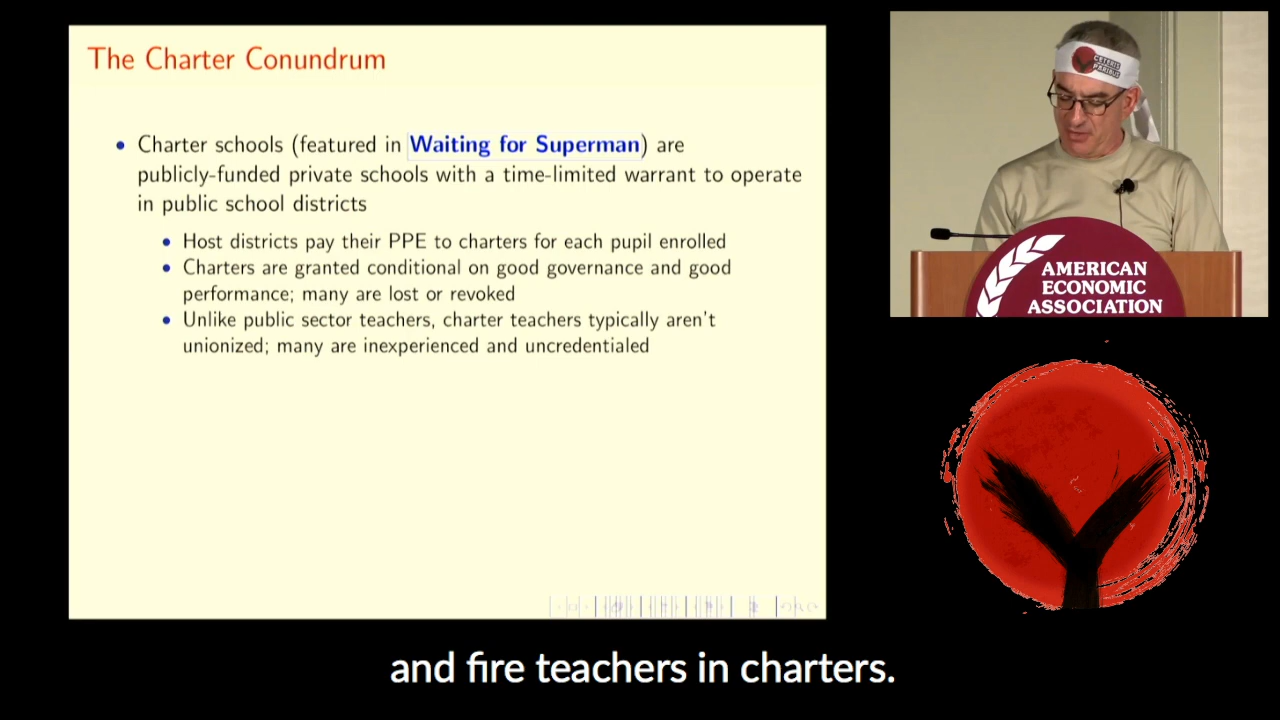 The Charter Conundrum
• Charter schools (featured in Waiting for Superman) are
publicly-funded private schools with a time-limited warrant to operate
in public school districts
• Host districts pay their PPE to charters for each pupil enrolled
• Charters are granted conditional on good governance and good
performance; many are lost or revoked
• Unlike public sector teachers, charter teachers typically aren't
unionized; many are inexperienced and uncredentialed
CETERIS
PARIBUS
AMERICAN
ECONOMIC
ASSOCIATION
and fire teachers in charters.